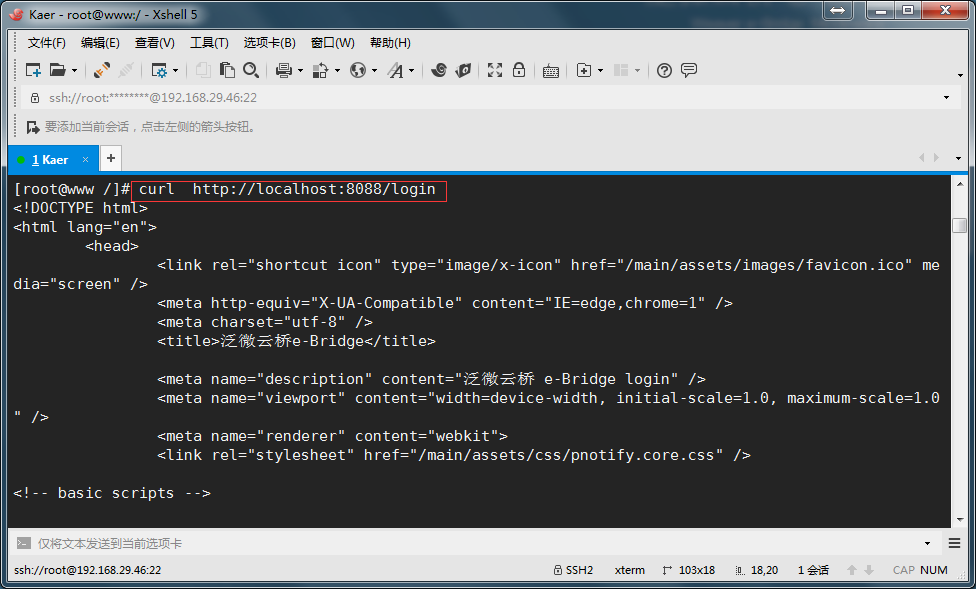 Kaer - root@www:/ - Xshell 5
文件(F) 编辑(E) 查看(V) 工具(T) 选项卡(B) 窗口(W) 帮助(H)
ssh://root:********@192.168.29.46:22
要添加当前会话，点击左侧的箭头按钮。
1 Kaer × +
[root@www /]# curl  http://localhost:8088/login
<!DOCTYPE html>
<html lang="en">
        <head>
                <link rel="shortcut icon" type="image/x-icon" href="/main/assets/images/favicon.ico" me
dia="screen" />
                <meta http-equiv="X-UA-Compatible" content="IE=edge,chrome=1" />
                <meta charset="utf-8" />
                <title>泛微云桥e-Bridge</title>
                <meta name="description" content="泛微云桥 e-Bridge login" />
                <meta name="viewport" content="width=device-width, initial-scale=1.0, maximum-scale=1.0
" />
                <meta name="renderer" content="webkit">
                <link rel="stylesheet" href="/main/assets/css/pnotify.core.css" />
<!-- basic scripts -->
仅将文本发送到当前选项卡
ssh://root@192.168.29.46:22 SSH2 xterm 103x18 18,20 1 会话 CAP NUM